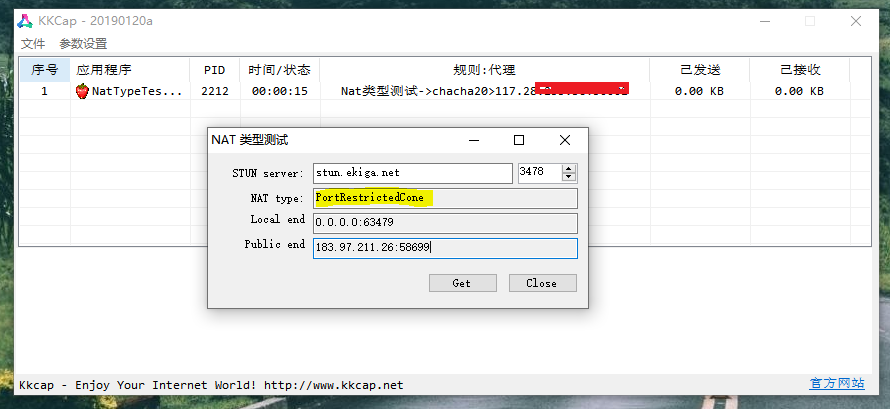 KKCap - 20190120a
文件 参数设置
序号 应用程序 PID 时间/状态 规则:代理 已发送 已接收
1 NatTypeTes... 2212 00:00:15 Nat类型测试->chacha20>117.28 0.00 KB 0.00 KB
NAT 类型测试
STUN server: stun.ekiga.net 3478
NAT type: PortRestrictedCone
Local end 0.0.0.0:63479
Public end 183.97.211.26:58699
Get Close
Kkcap - Enjoy Your Internet World! http://www.kkcap.net 官方网站